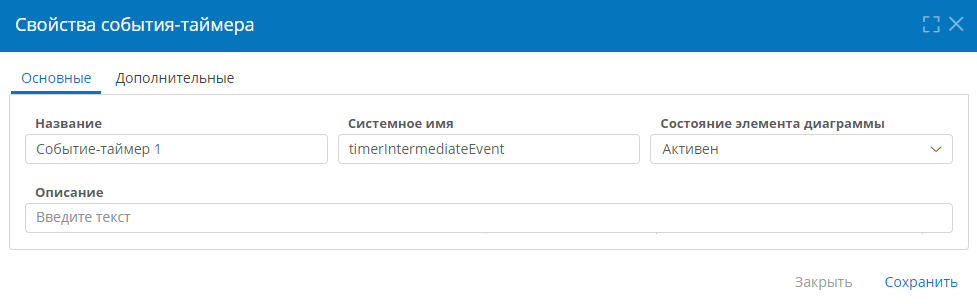 Свойства события-таймера
Основные Дополнительные
Название Системное имя Состояние элемента диаграммы
Событие-таймер 1 timerIntermediateEvent Активен
Описание
Введите текст
Закрыть Сохранить